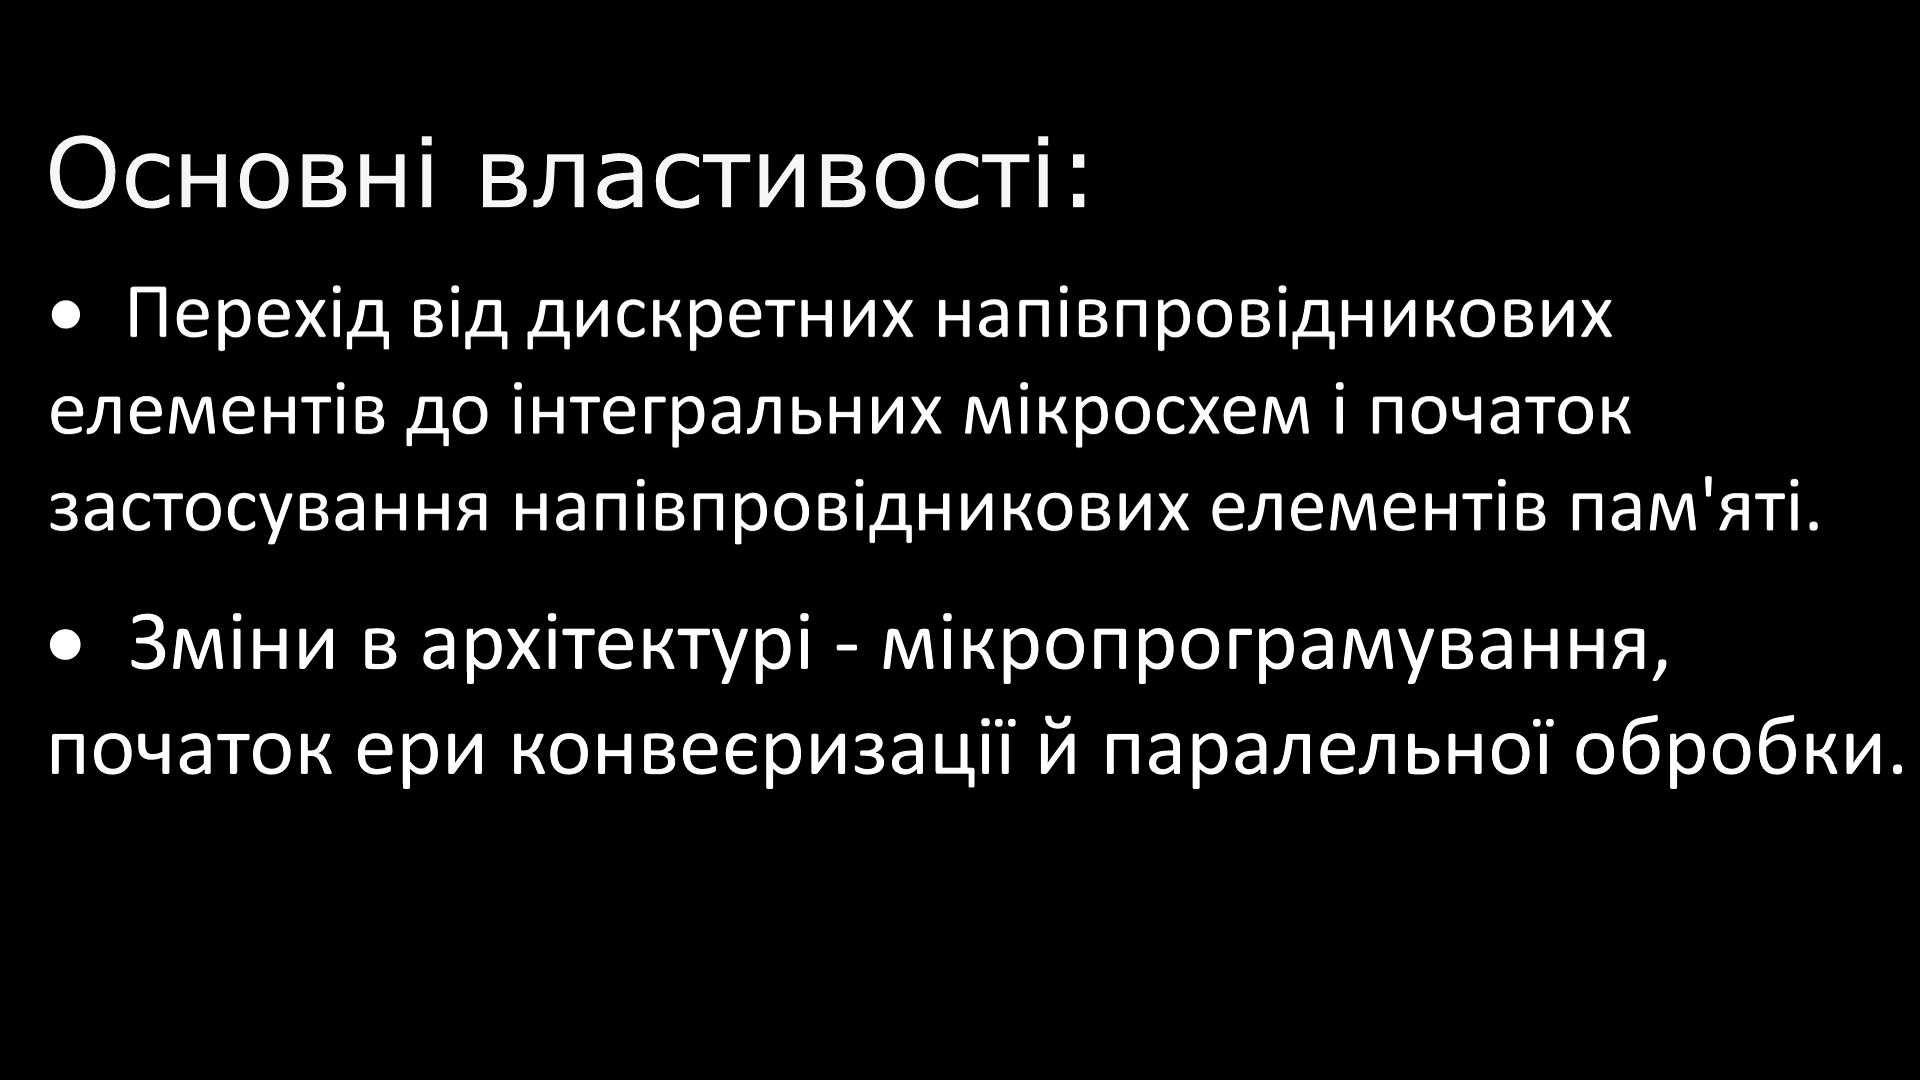 Основні властивості:
• Перехід від дискретних напівпровідникових
елементів до інтегральних мікросхем і початок
застосування напівпровідникових елементів пам'яті.
• Зміни в архітектурі - мікропрограмування,
початок ери конвеєризації й паралельної обробки.